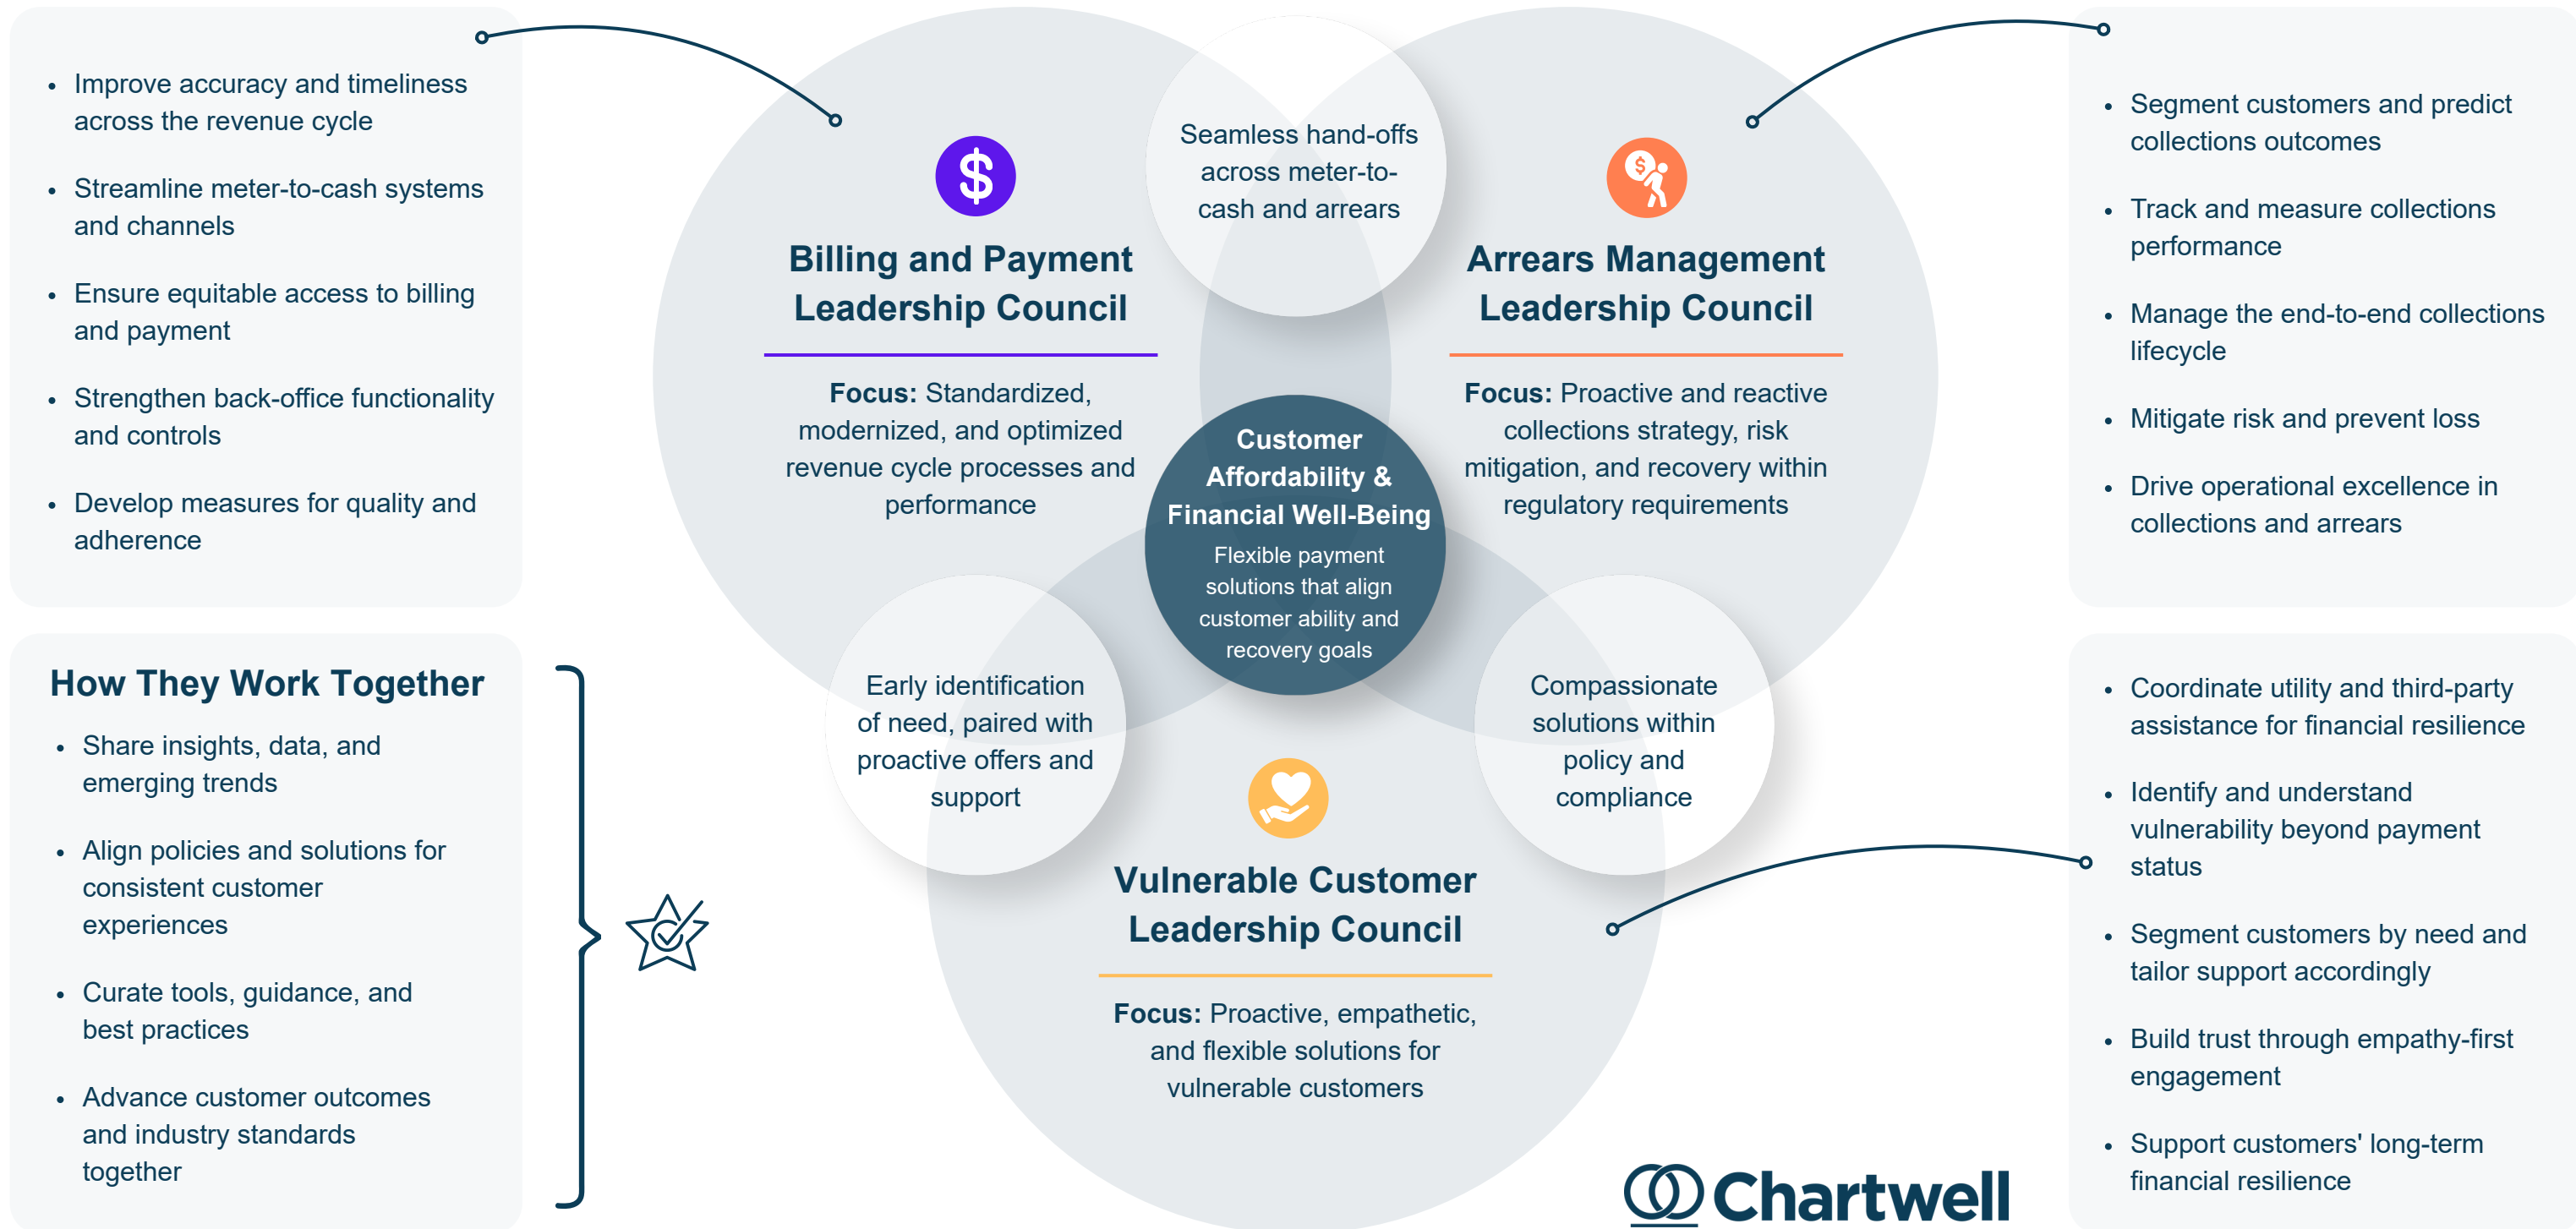 • Improve accuracy and timeliness
across the revenue cycle
• Streamline meter-to-cash systems
and channels
• Ensure equitable access to billing
and payment
• Strengthen back-office functionality
and controls
• Develop measures for quality and
adherence
How They Work Together
• Share insights, data, and
emerging trends
• Align policies and solutions for
consistent customer
experiences
• Curate tools, guidance, and
best practices
• Advance customer outcomes
and industry standards
together
$
Billing and Payment
Leadership Council
Focus: Standardized,
modernized, and optimized
revenue cycle processes and
performance
Seamless hand-offs
across meter-to-
cash and arrears
$
Arrears Management
Leadership Council
Focus: Proactive and reactive
collections strategy, risk
mitigation, and recovery within
regulatory requirements
Customer
Affordability &
Financial Well-Being
Flexible payment
solutions that align
customer ability and
recovery goals
Early identification
of need, paired with
proactive offers and
support
Compassionate
solutions within
policy and
compliance
Vulnerable Customer
Leadership Council
Focus: Proactive, empathetic,
and flexible solutions for
vulnerable customers
• Segment customers and predict
collections outcomes
• Track and measure collections
performance
• Manage the end-to-end collections
lifecycle
• Mitigate risk and prevent loss
• Drive operational excellence in
collections and arrears
• Coordinate utility and third-party
assistance for financial resilience
• Identify and understand
vulnerability beyond payment
status
• Segment customers by need and
tailor support accordingly
• Build trust through empathy-first
engagement
• Support customers' long-term
financial resilience
Chartwell